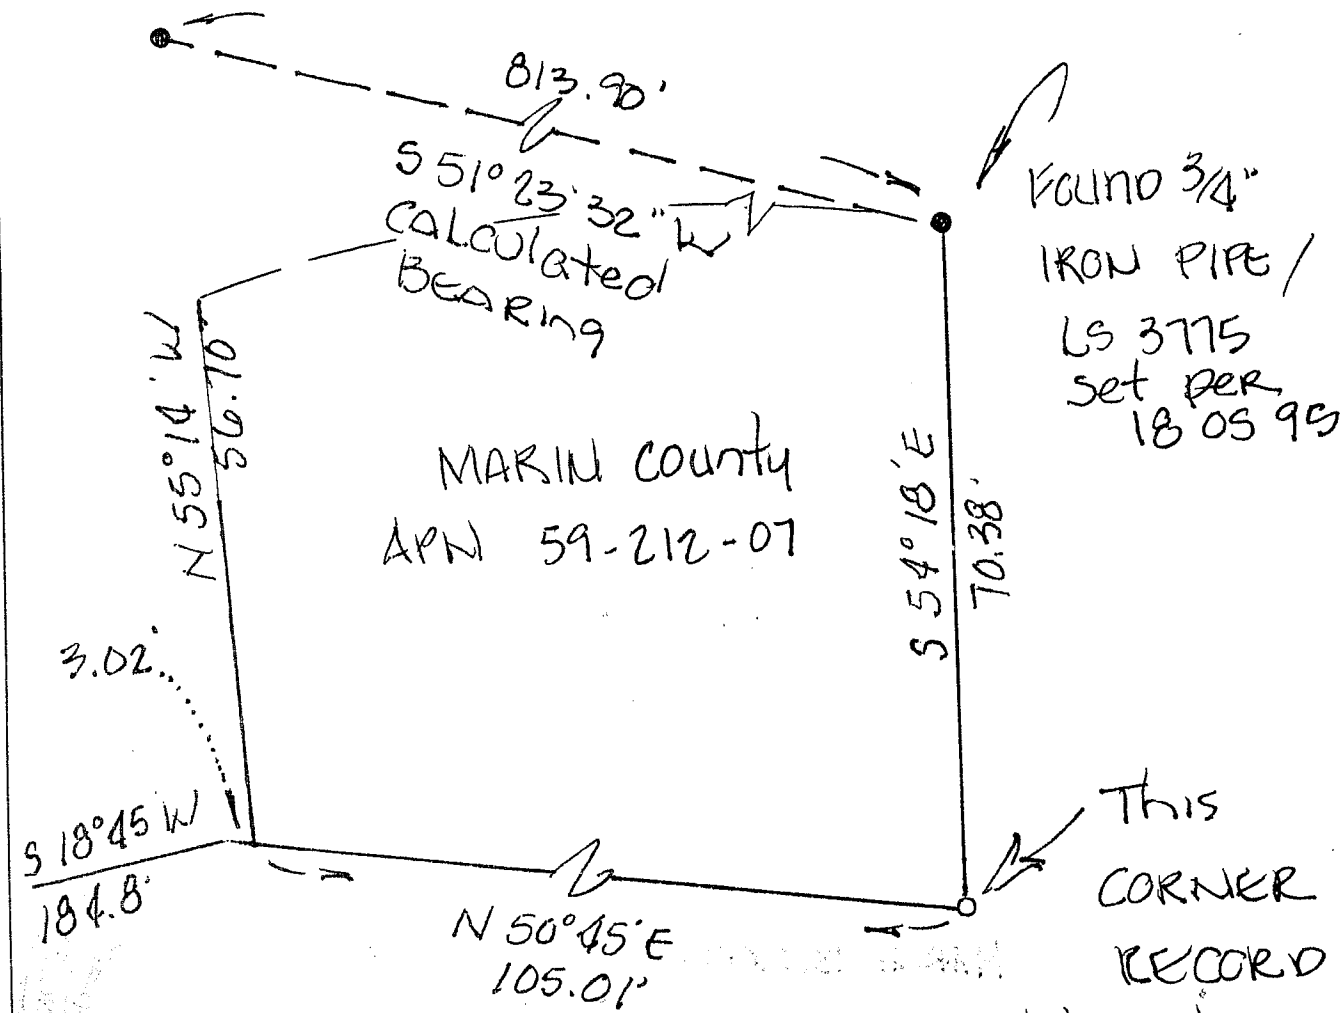 813.90'
S 51° 23' 32" W
CALCULATED
BEARING
FOUND 3/4"
IRON PIPE /
LS 3775
Set PER
18 OS 95
N 55° 14' W
56.70'
MARIN COUNTY
APN 59-212-07
S 54° 18' E
70.38'
3.02'
S 18° 45 W
184.8'
N 50° 45' E
105.01'
This
CORNER
RECORD